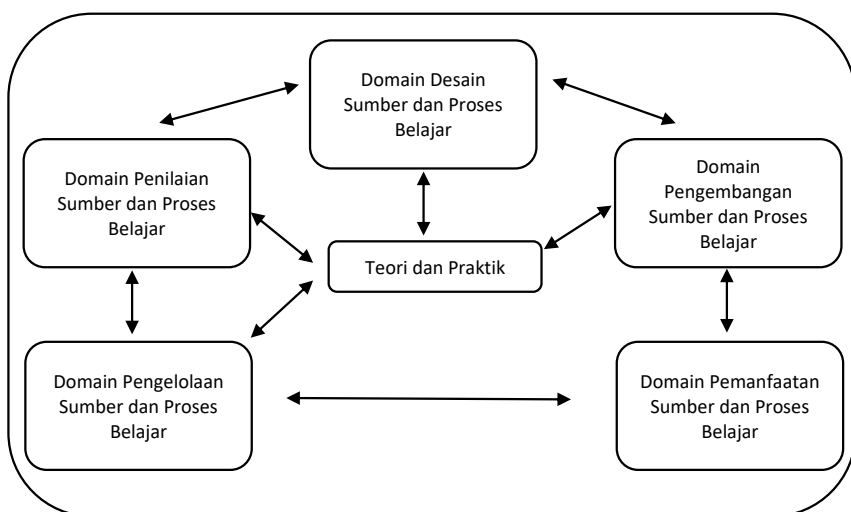 Domain Desain
Sumber dan Proses
Belajar
Domain Penilaian
Sumber dan Proses
Belajar
Domain
Pengembangan
Sumber dan Proses
Belajar
Teori dan Praktik
Domain Pengelolaan
Sumber dan Proses
Belajar
Domain Pemanfaatan
Sumber dan Proses
Belajar